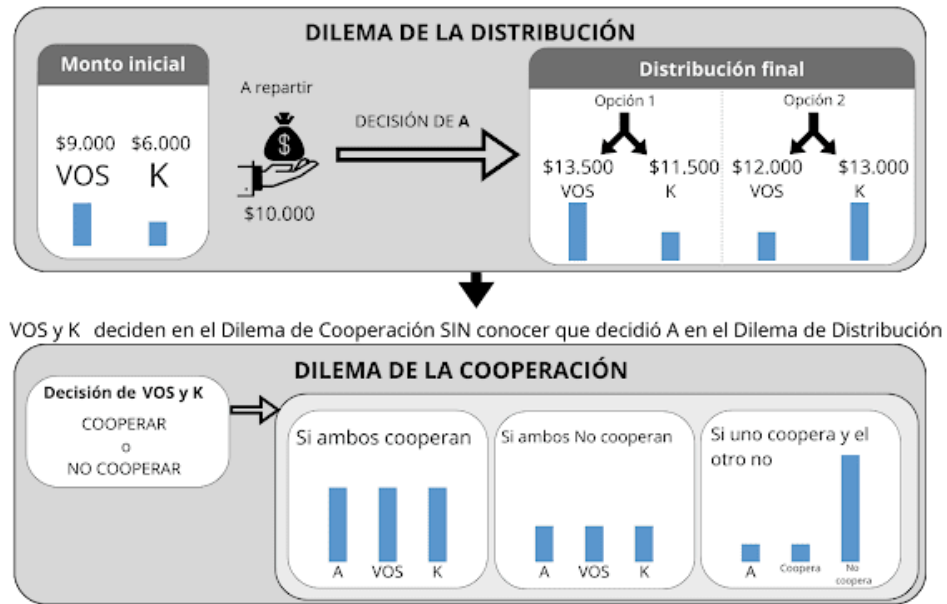 DILEMA DE LA DISTRIBUCIÓN
Monto inicial
$9.000 $6.000
VOS K
A repartir
$
$10.000
DECISIÓN DE A
Distribución final
Opción 1
Opción 2
$13.500 $11.500 $12.000 $13.000
VOS K VOS K
VOS y K deciden en el Dilema de Cooperación SIN conocer que decidió A en el Dilema de Distribución
DILEMA DE LA COOPERACIÓN
Decisión de VOS y K
COOPERAR
o
NO COOPERAR
Si ambos cooperan
A VOS K
Si ambos No cooperan
A VOS K
Si uno coopera y el
otro no
A Coopera No
coopera